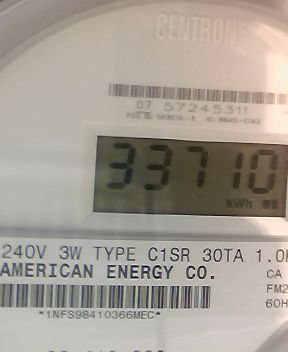 CENTRON
07 57245311
33710
kWh
240V 3W TYPE C1SR 30TA 1.0
AMERICAN ENERGY CO.
CA
FM2
60H
*1NFS98410366MEC*